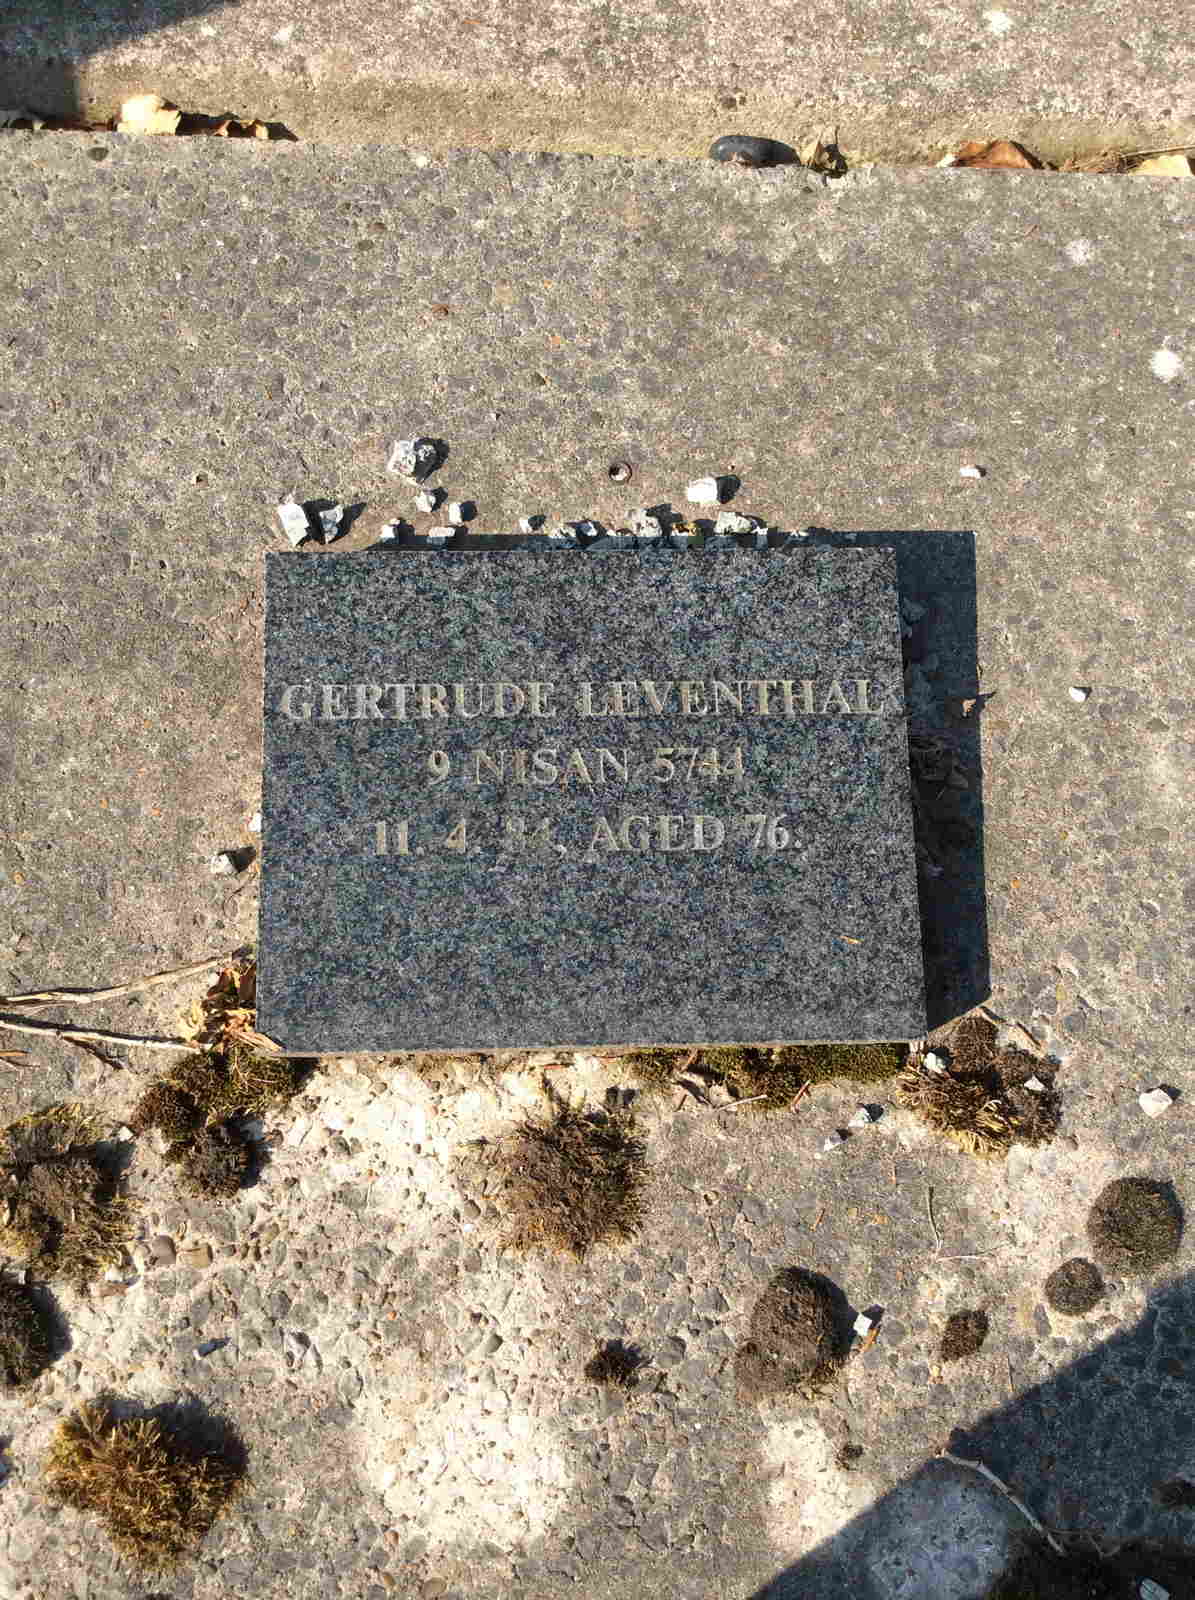 GERTRUDE LEVENTHAL
9 NISAN 5744
11. 4. 84, AGED 76.